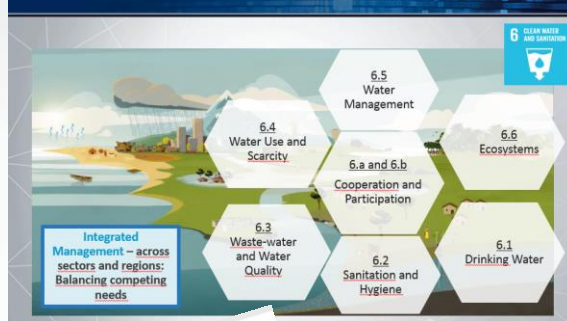 6 CLEAN WATER
AND SANITATION
6.5
Water
Management
6.4
Water Use and
Scarcity
6.6
Ecosystems
6.a and 6.b
Cooperation and
Participation
6.3
Waste-water
and Water
Quality
6.2
Sanitation and
Hygiene
6.1
Drinking Water
Integrated
Management – across
sectors and regions:
Balancing competing
needs